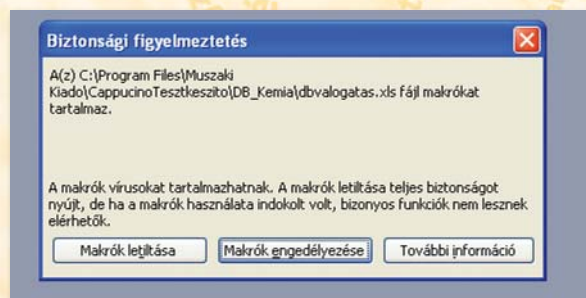 Biztonsági figyelmeztetés
A(z) C:\Program Files\Muszaki
Kiado\CappucinoTesztkeszito\DB_Kemia\dbvalogatas.xls fájl makrókat
tartalmaz.
A makrók vírusokat tartalmazhatnak. A makrók letiltása teljes biztonságot
nyújt, de ha a makrók használata indokolt volt, bizonyos funkciók nem lesznek
elérhetők.
Makrók letiltása Makrók engedélyezése További információ